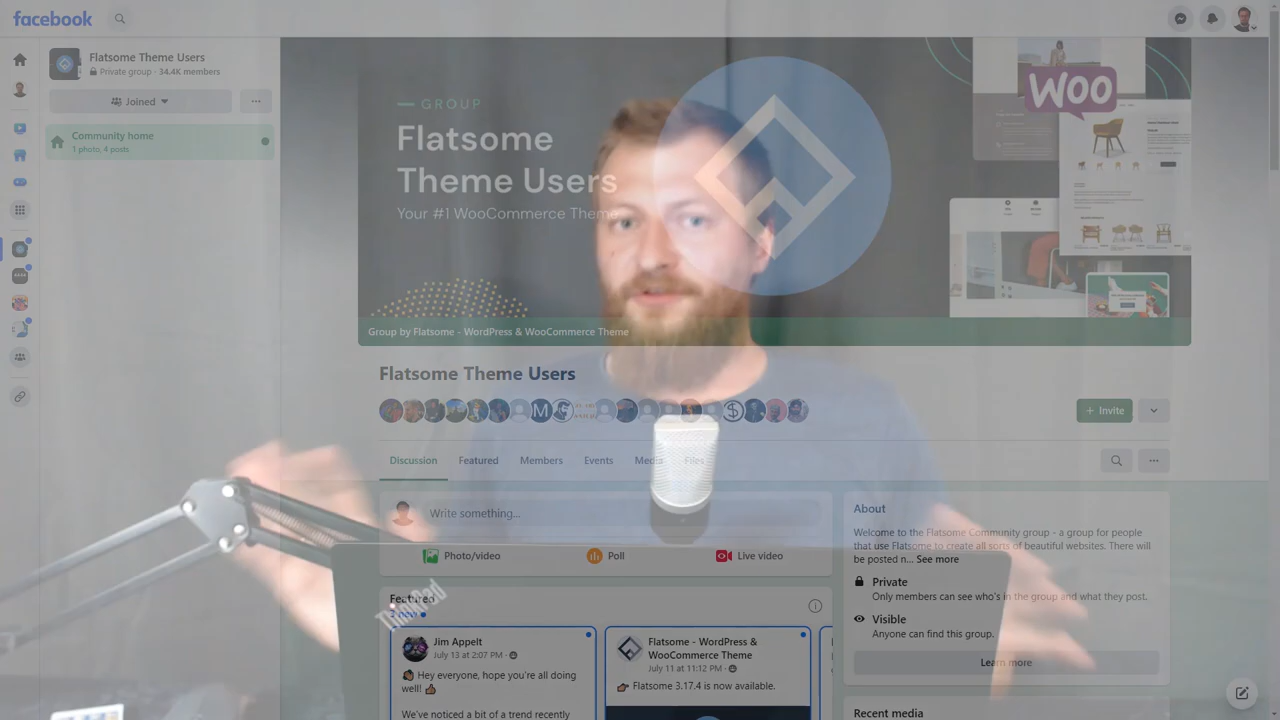 facebook
Flatsome Theme Users
Private group · 34.4K members
Joined
...
Community home
1 photo, 4 posts
GROUP
Flatsome
Theme Users
Your #1 WooCommerce Theme
WOO
Group by Flatsome - WordPress & WooCommerce Theme
Flatsome Theme Users
M
$
+ Invite
Discussion
Featured
Members
Events
Media
Files
...
Write something...
Photo/video
Poll
Live video
Featured
2 new
ThinkPad
Jim Appelt
July 13 at 2:07 PM ·
Hey everyone, hope you're all doing
well!
We've noticed a bit of a trend recently
Flatsome - WordPress &
WooCommerce Theme
July 11 at 11:12 PM ·
Flatsome 3.17.4 is now available.
About
Welcome to the Flatsome Community group - a group for people
that use Flatsome to create all sorts of beautiful websites. There will
be posted n... See more
Private
Only members can see who's in the group and what they post.
Visible
Anyone can find this group.
Learn more
Recent media